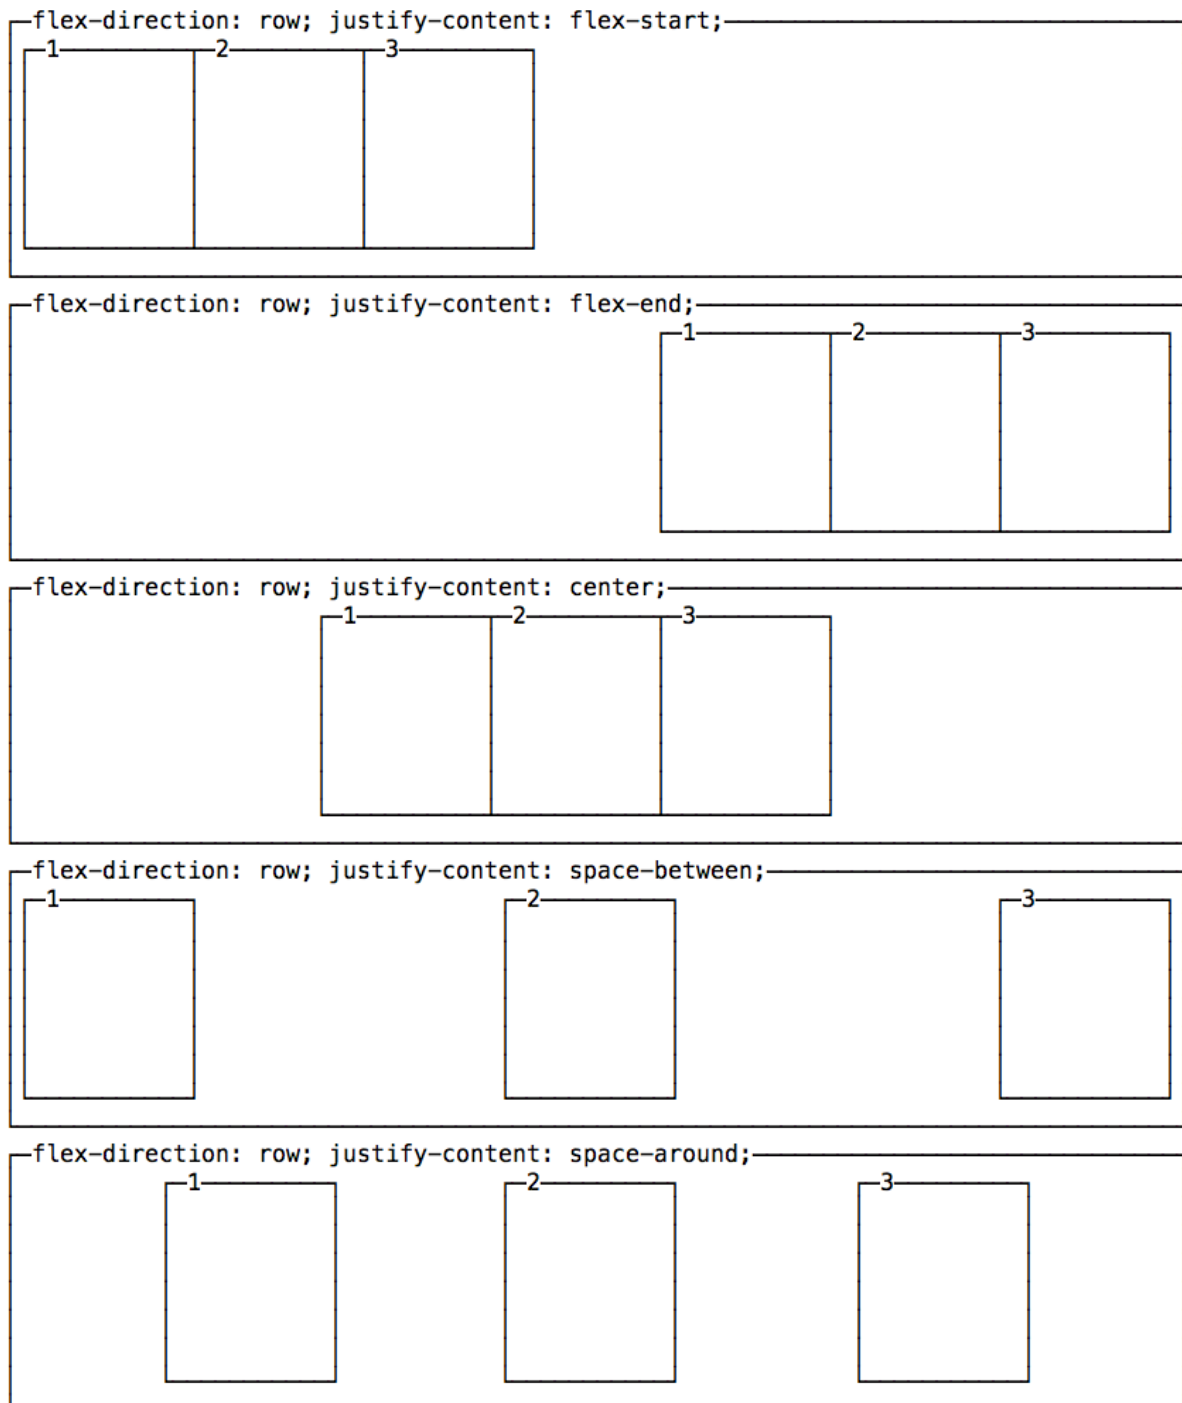 flex-direction: row; justify-content: flex-start;
1 2 3
flex-direction: row; justify-content: flex-end;
1 2 3
flex-direction: row; justify-content: center;
1 2 3
flex-direction: row; justify-content: space-between;
1 2 3
flex-direction: row; justify-content: space-around;
1 2 3